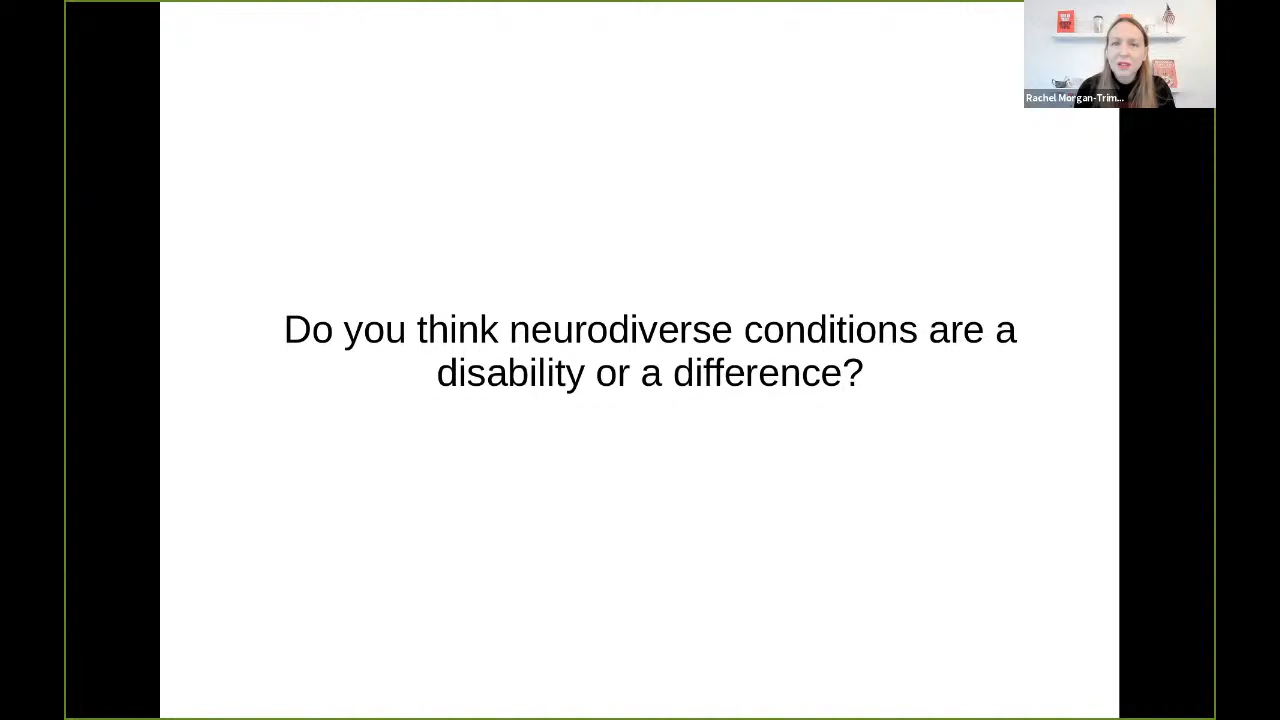 Rachel Morgan-Trim...
Do you think neurodiverse conditions are a
disability or a difference?